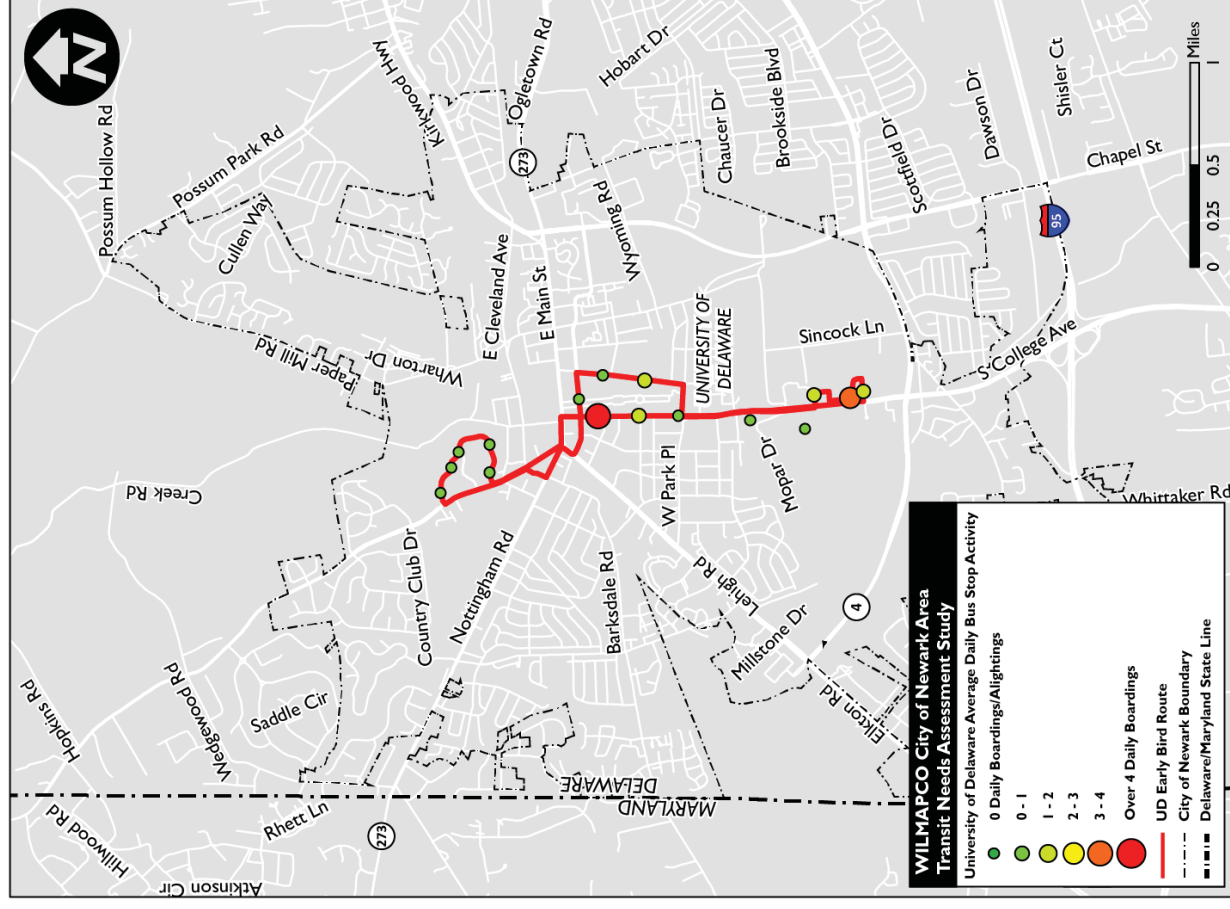 N
Possum Hollow Rd
Possum Park Rd
Cullen Way
Kirkwood Hwy
Ogletown Rd
273
Hobart Dr
Chaucer Dr
Brookside Blvd
Scottfield Dr
Dawson Dr
Shisler Ct
Chapel St
95
Wyoming Rd
E Cleveland Ave
E Main St
Paper Mill Rd
Wharton Dr
UNIVERSITY OF
DELAWARE
Sincock Ln
S College Ave
Creek Rd
Country Club Dr
Nottingham Rd
W Park Pl
Mopar Dr
Barksdale Rd
Lehigh Rd
Millstone Dr
4
Elkton Rd
Whittaker Rd
Hopkins Rd
Wedgewood Rd
Saddle Cir
Hillwood Rd
Rhett Ln
273
Atkinson Cir
DELAWARE
MARYLAND
Miles
0 0.25 0.5 1
WILMAPCO City of Newark Area
Transit Needs Assessment Study
University of Delaware Average Daily Bus Stop Activity
0 Daily Boardings/Alightings
0 - 1
1 - 2
2 - 3
3 - 4
Over 4 Daily Boardings
UD Early Bird Route
City of Newark Boundary
Delaware/Maryland State Line